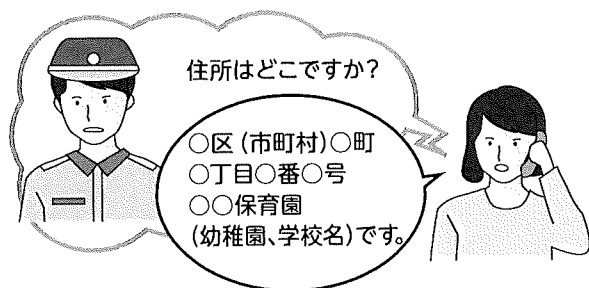 住所はどこですか?
○区(市町村)○町
○丁目○番○号
○○保育園
(幼稚園、学校名)です。